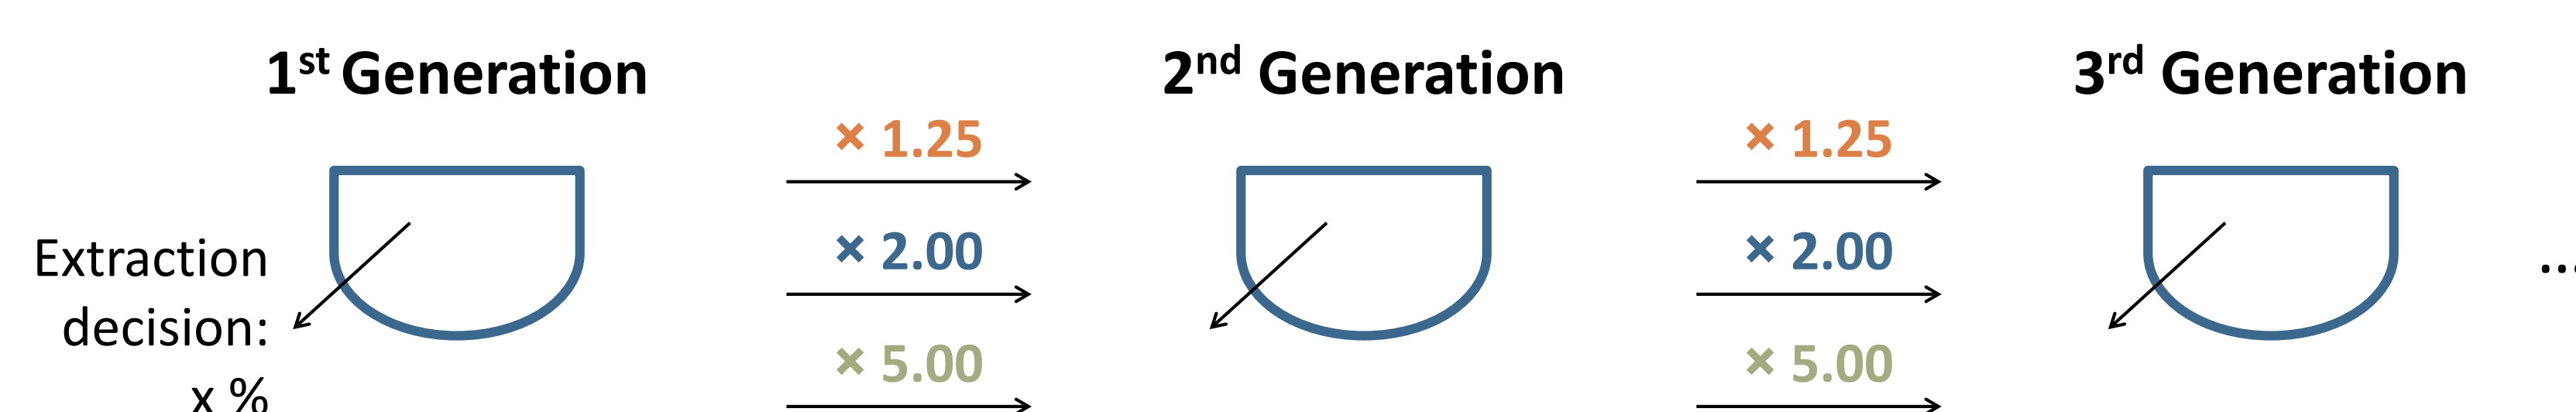 1st Generation
2nd Generation
3rd Generation
× 1.25
× 1.25
× 2.00
× 2.00
Extraction
decision:
x %
...
× 5.00
× 5.00